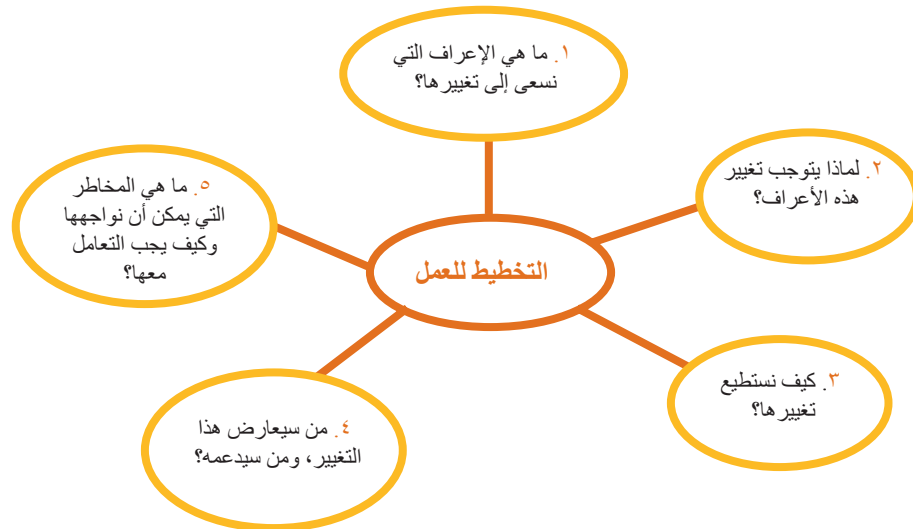 ١. ما هي الإعراف التي
نسعى إلى تغييرها؟
٢. لماذا يتوجب تغيير
هذه الأعراف؟
٣. كيف نستطيع
تغييرها؟
٤. من سيعارض هذا
التغيير، ومن سيدعمه؟
٥. ما هي المخاطر
التي يمكن أن نواجهها
وكيف يجب التعامل
معها؟
التخطيط للعمل